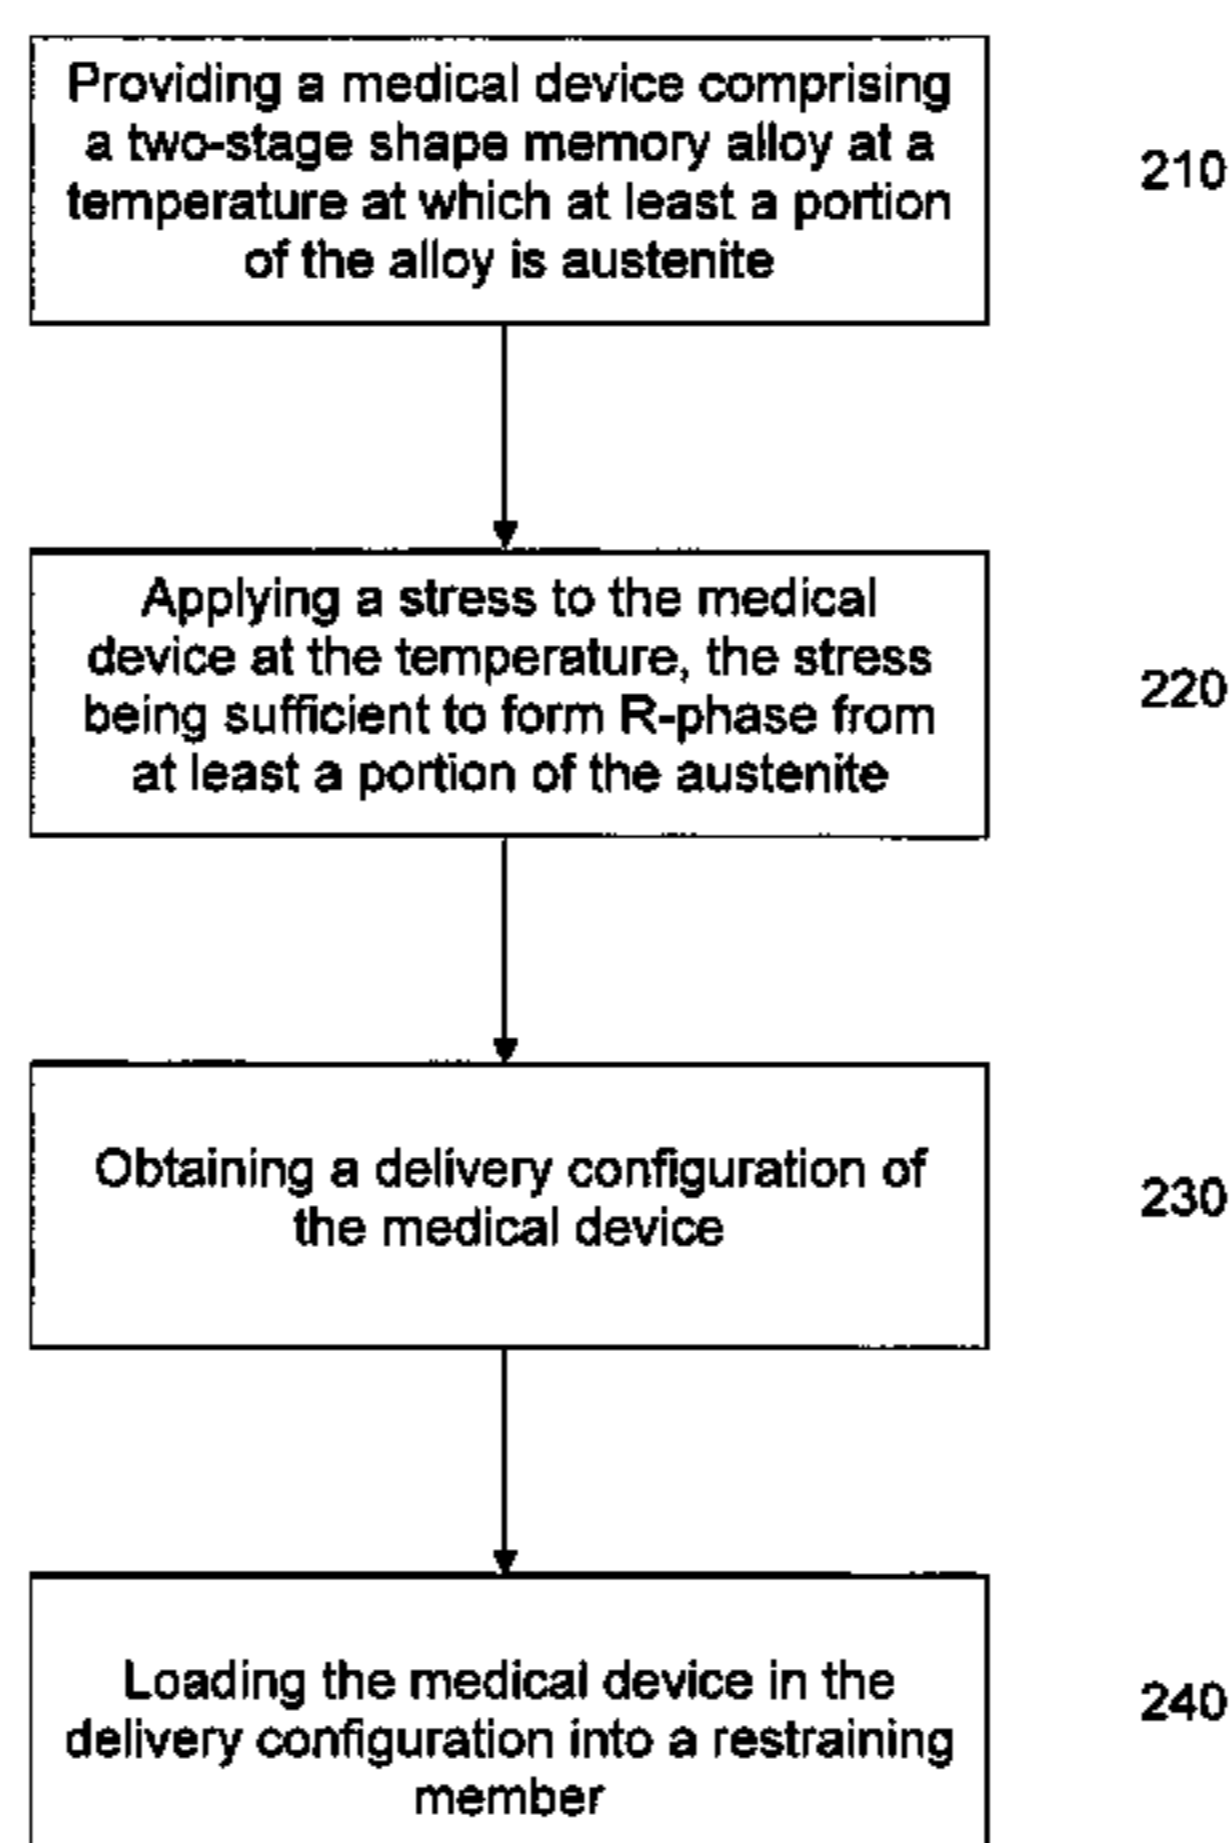 Providing a medical device comprising
a two-stage shape memory alloy at a
temperature at which at least a portion
of the alloy is austenite
210
Applying a stress to the medical
device at the temperature, the stress
being sufficient to form R-phase from
at least a portion of the austenite
220
Obtaining a delivery configuration of
the medical device
230
Loading the medical device in the
delivery configuration into a restraining
member
240